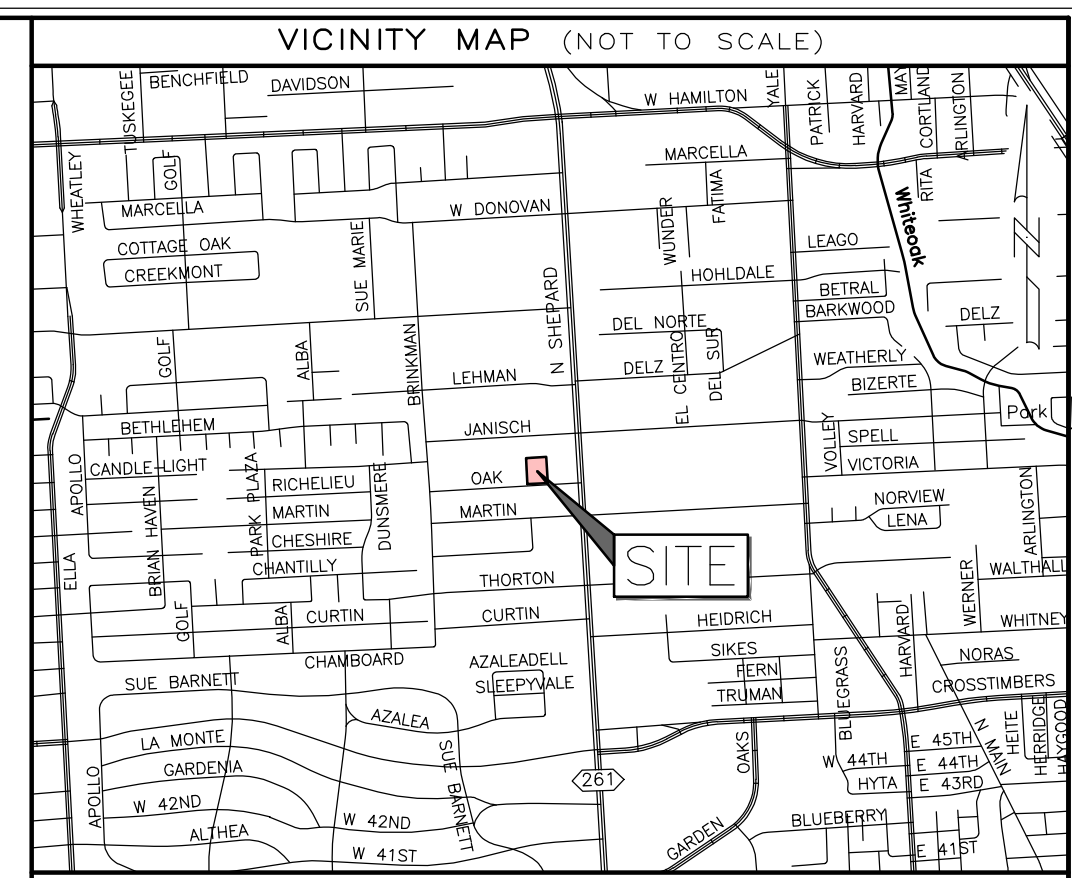 VICINITY MAP (NOT TO SCALE)
TUSKEGEE
BENCHFIELD
DAVIDSON
W HAMILTON
YALE
PATRICK
HARVARD
MAY
CORTLAND
ARLINGTON
WHEATLEY
GOLF
MARCELLA
MARCELLA
FATIMA
RITA
W DONOVAN
WUNDER
Whiteoak
COTTAGE OAK
CREEKMONT
SUE MARIE
LEAGO
HOHLDALE
BETRAL
BARKWOOD
N SHEPARD
DEL NORTE
DELZ
GOLF
ALBA
BRINKMAN
LEHMAN
DELZ
EL CENTRO
DEL SUR
WEATHERLY
BIZERTE
Park
BETHLEHEM
JANISCH
VOLLEY
SPELL
VICTORIA
APOLLO
CANDLE-LIGHT
PARK PLAZA
RICHELIEU
DUNSMERE
OAK
BRIAN HAVEN
MARTIN
MARTIN
NORVIEW
LENA
ARLINGTON
CHESHIRE
CHANTILLY
ELLA
SITE
THORTON
WALTHALL
WERNER
GOLF
ALBA
CURTIN
CURTIN
HEIDRICH
HARVARD
WHITNEY
CHAMBOARD
AZALEADELL
SLEEPYVALE
SIKES
FERN
TRUMAN
BLUEGRASS
NORAS
CROSSTIMBERS
SUE BARNETT
AZALEA
LA MONTE
GARDENIA
SUE BARNETT
261
OAKS
W 44TH
HYTA
E 45TH
E 44TH
E 43RD
N MAIN
HEITE
HERRIDGE
HAYGOOD
APOLLO
W 42ND
W 42ND
ALTHEA
W 41ST
GARDEN
BLUEBERRY
E 41ST
N